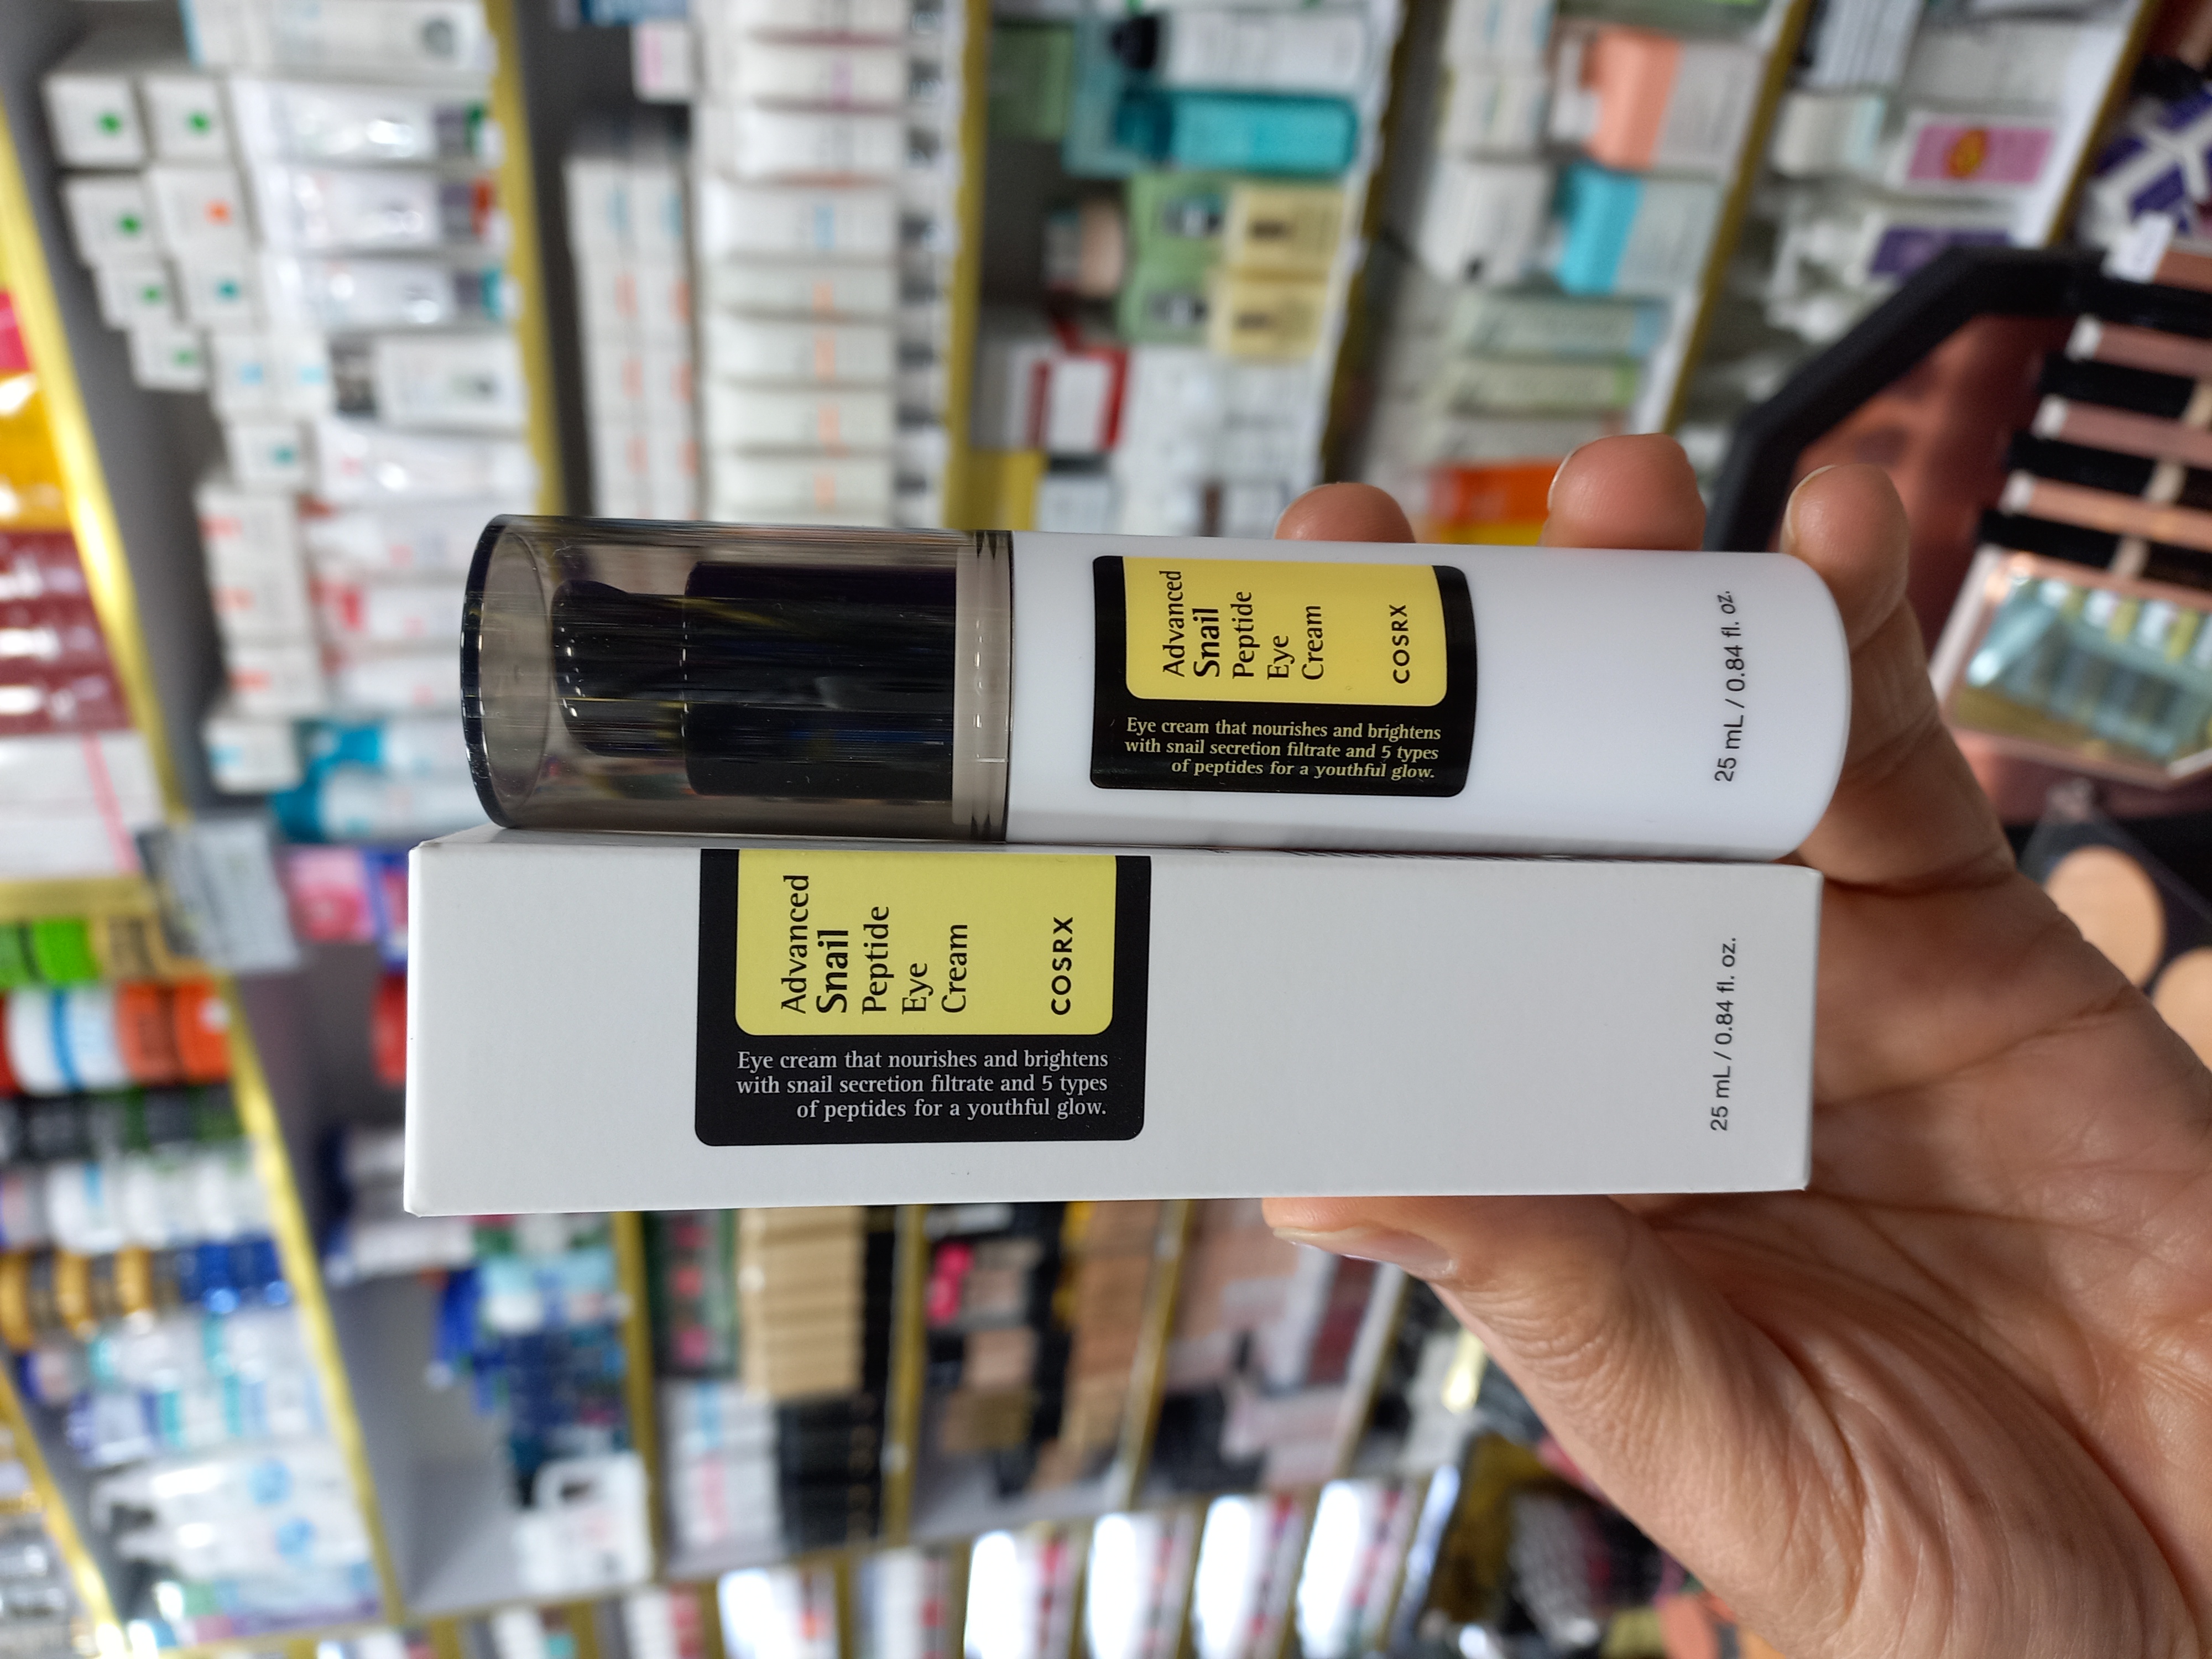 Advanced
Snail
Peptide
Eye
Cream
COSRX
Eye cream that nourishes and brightens
with snail secretion filtrate and 5 types
of peptides for a youthful glow.
25 mL / 0.84 fl. oz.
Advanced
Snail
Peptide
Eye
Cream
COSRX
Eye cream that nourishes and brightens
with snail secretion filtrate and 5 types
of peptides for a youthful glow.
25 mL / 0.84 fl. oz.